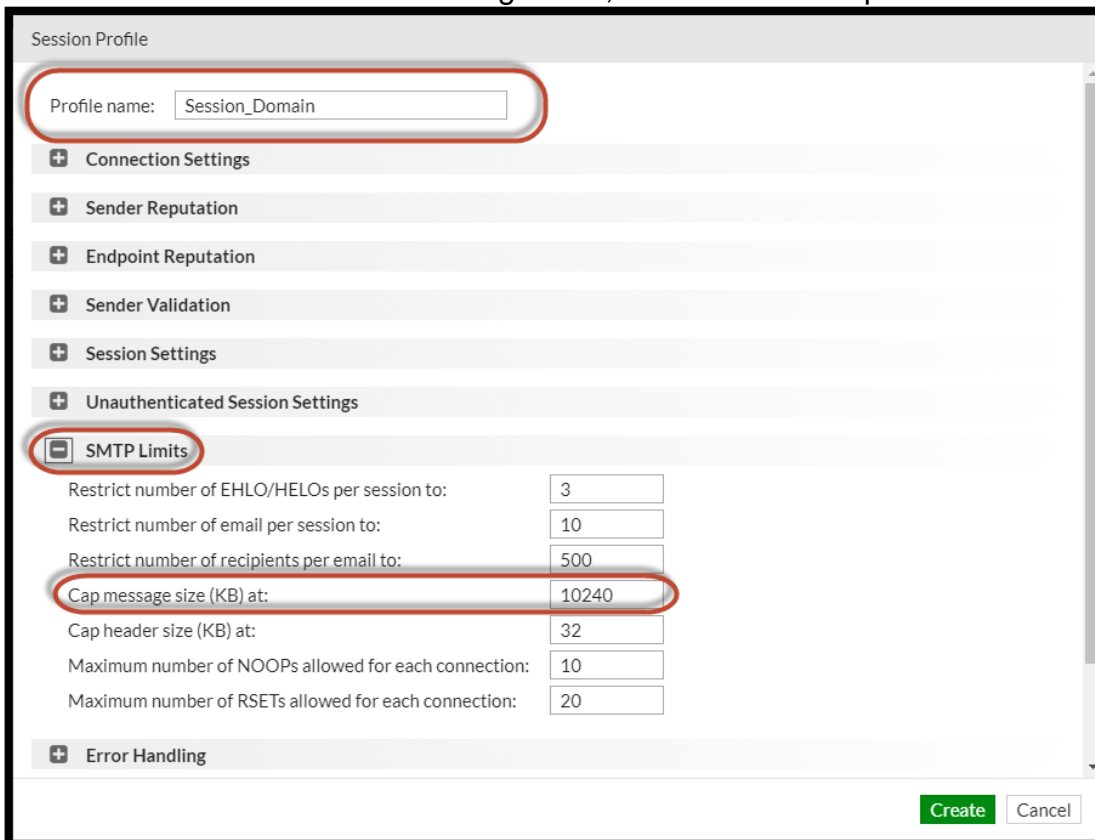 Session Profile
Profile name: Session_Domain
Connection Settings
Sender Reputation
Endpoint Reputation
Sender Validation
Session Settings
Unauthenticated Session Settings
SMTP Limits
Restrict number of EHLO/HELOs per session to: 3
Restrict number of email per session to: 10
Restrict number of recipients per email to: 500
Cap message size (KB) at: 10240
Cap header size (KB) at: 32
Maximum number of NOOPs allowed for each connection: 10
Maximum number of RSETs allowed for each connection: 20
Error Handling
Create Cancel